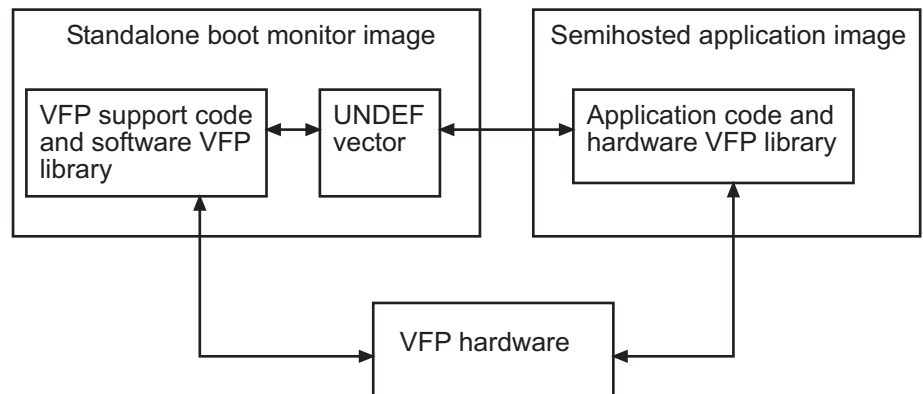 Standalone boot monitor image
VFP support code
and software VFP
library
UNDEF
vector
Semihosted application image
Application code and
hardware VFP library
VFP hardware